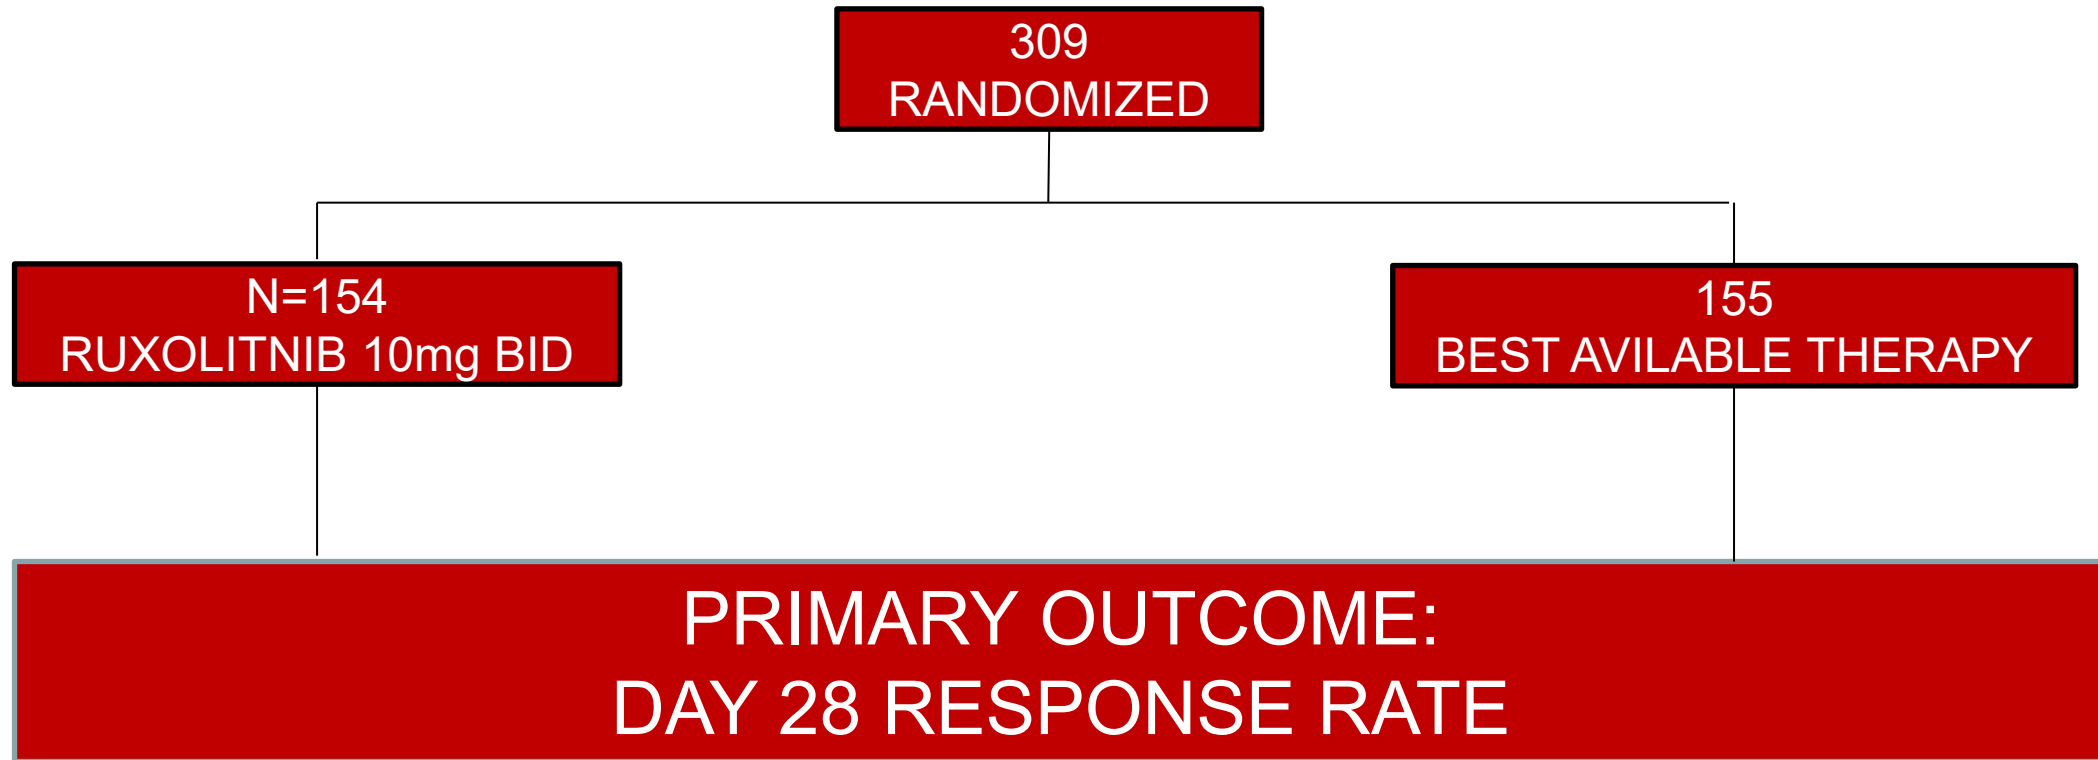 309
RANDOMIZED
N=154
RUXOLITNIB 10mg BID
155
BEST AVILABLE THERAPY
PRIMARY OUTCOME:
DAY 28 RESPONSE RATE